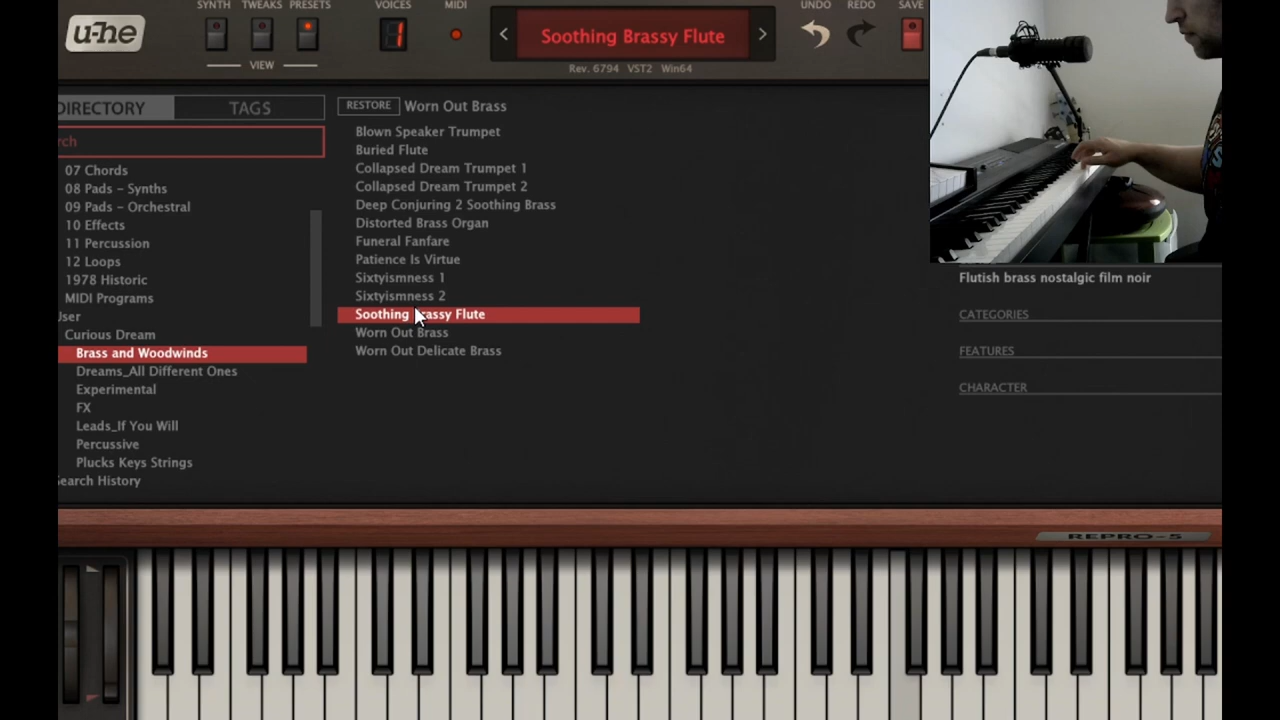 SYNTH TWEAKS PRESETS VOICES MIDI UNDO REDO SAVE
u-he
1
< Soothing Brassy Flute >
VIEW
Rev. 6794 VST2 Win64
DIRECTORY TAGS
RESTORE Worn Out Brass
rch
07 Chords
08 Pads - Synths
09 Pads - Orchestral
10 Effects
11 Percussion
12 Loops
1978 Historic
MIDI Programs
User
Curious Dream
Brass and Woodwinds
Dreams_All Different Ones
Experimental
FX
Leads_If You Will
Percussive
Plucks Keys Strings
Search History
Blown Speaker Trumpet
Buried Flute
Collapsed Dream Trumpet 1
Collapsed Dream Trumpet 2
Deep Conjuring 2 Soothing Brass
Distorted Brass Organ
Funeral Fanfare
Patience Is Virtue
Sixtyismness 1
Sixtyismness 2
Soothing Brassy Flute
Worn Out Brass
Worn Out Delicate Brass
Flutish brass nostalgic film noir
CATEGORIES
FEATURES
CHARACTER
REPRO-5